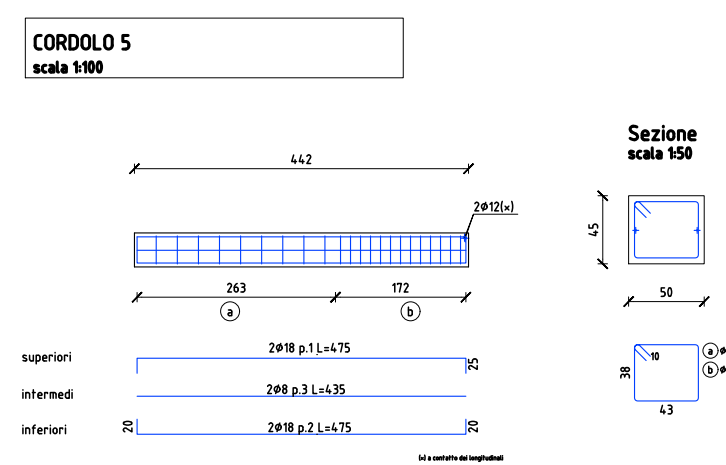 CORDOLO 5
scala 1:100
Sezione
scala 1:50
442
2Ø12(×)
45
263
172
a
b
50
superiori
2Ø18 p.1 L=475
25
intermedi
2Ø8 p.3 L=435
inferiori
20
2Ø18 p.2 L=475
20
38
10
43
a Ø
b Ø
(×) a contatto dei longitudinali